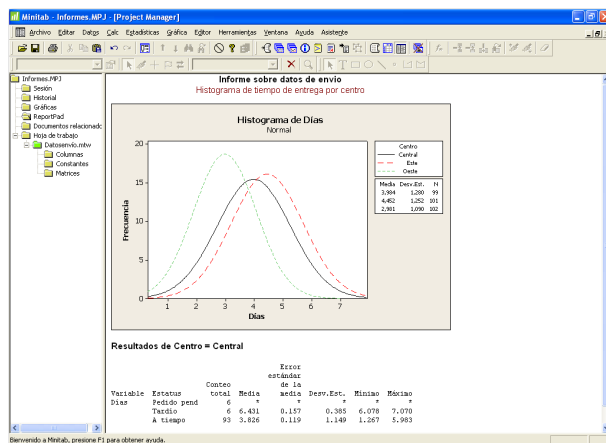 Minitab - Informes.MPJ - [Project Manager]
Archivo Editar Datos Calc Estadísticas Gráfica Editor Herramientas Ventana Ayuda Asistente
Informes.MPJ
Sesión
Historial
Gráficas
ReportPad
Documentos relacionadc
Hoja de trabajo
Datosenvío.mtw
Columnas
Constantes
Matrices
Informe sobre datos de envío
Histograma de tiempo de entrega por centro
Histograma de Días
Normal
Frecuencia
20
15
10
5
0
1 2 3 4 5 6 7
Días
Centro
Central
Este
Oeste
Media Desv.Est. N
3,984 1,280 99
4,452 1,252 101
2,981 1,090 102
Resultados de Centro = Central
Error
estándar
Conteo de la
Variable Estatus total Media media Desv.Est. Mínimo Máximo
Días Pedido pend 6 * * * * *
Tardío 6 6.431 0.157 0.385 6.078 7.070
A tiempo 93 3.826 0.119 1.149 1.267 5.983
Bienvenido a Minitab, presione F1 para obtener ayuda.